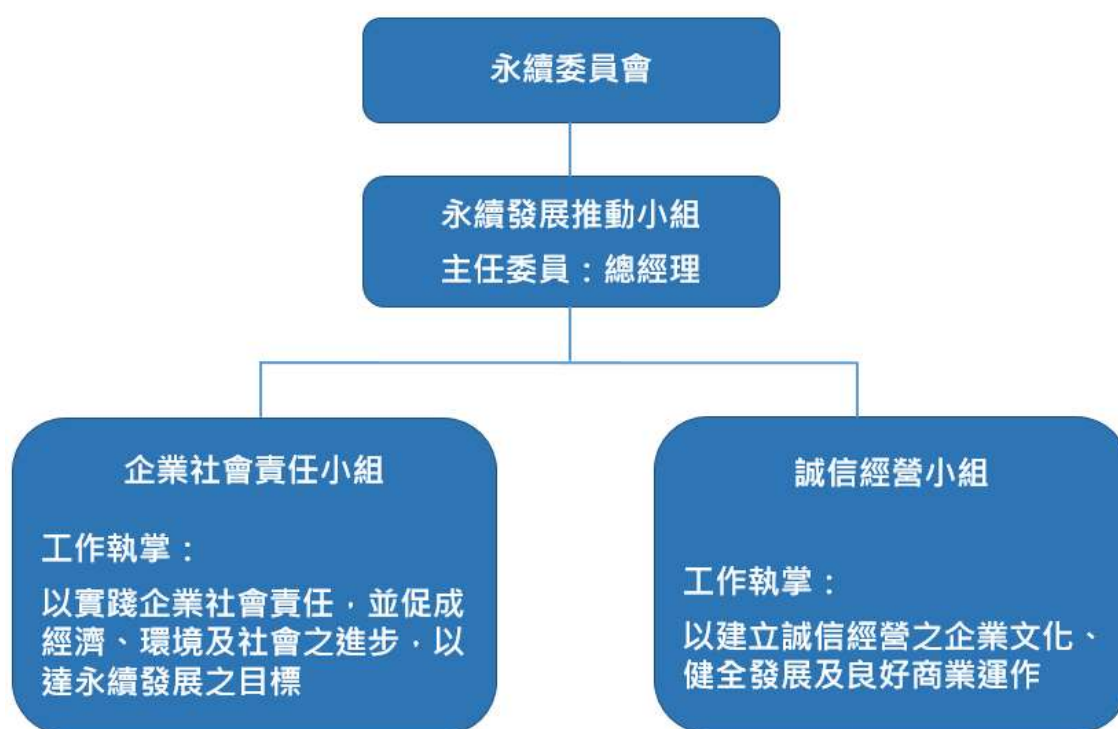 永續委員會
永續發展推動小組
主任委員：總經理
企業社會責任小組
工作執掌：
以實踐企業社會責任，並促成
經濟、環境及社會之進步，以
達永續發展之目標
誠信經營小組
工作執掌：
以建立誠信經營之企業文化、
健全發展及良好商業運作